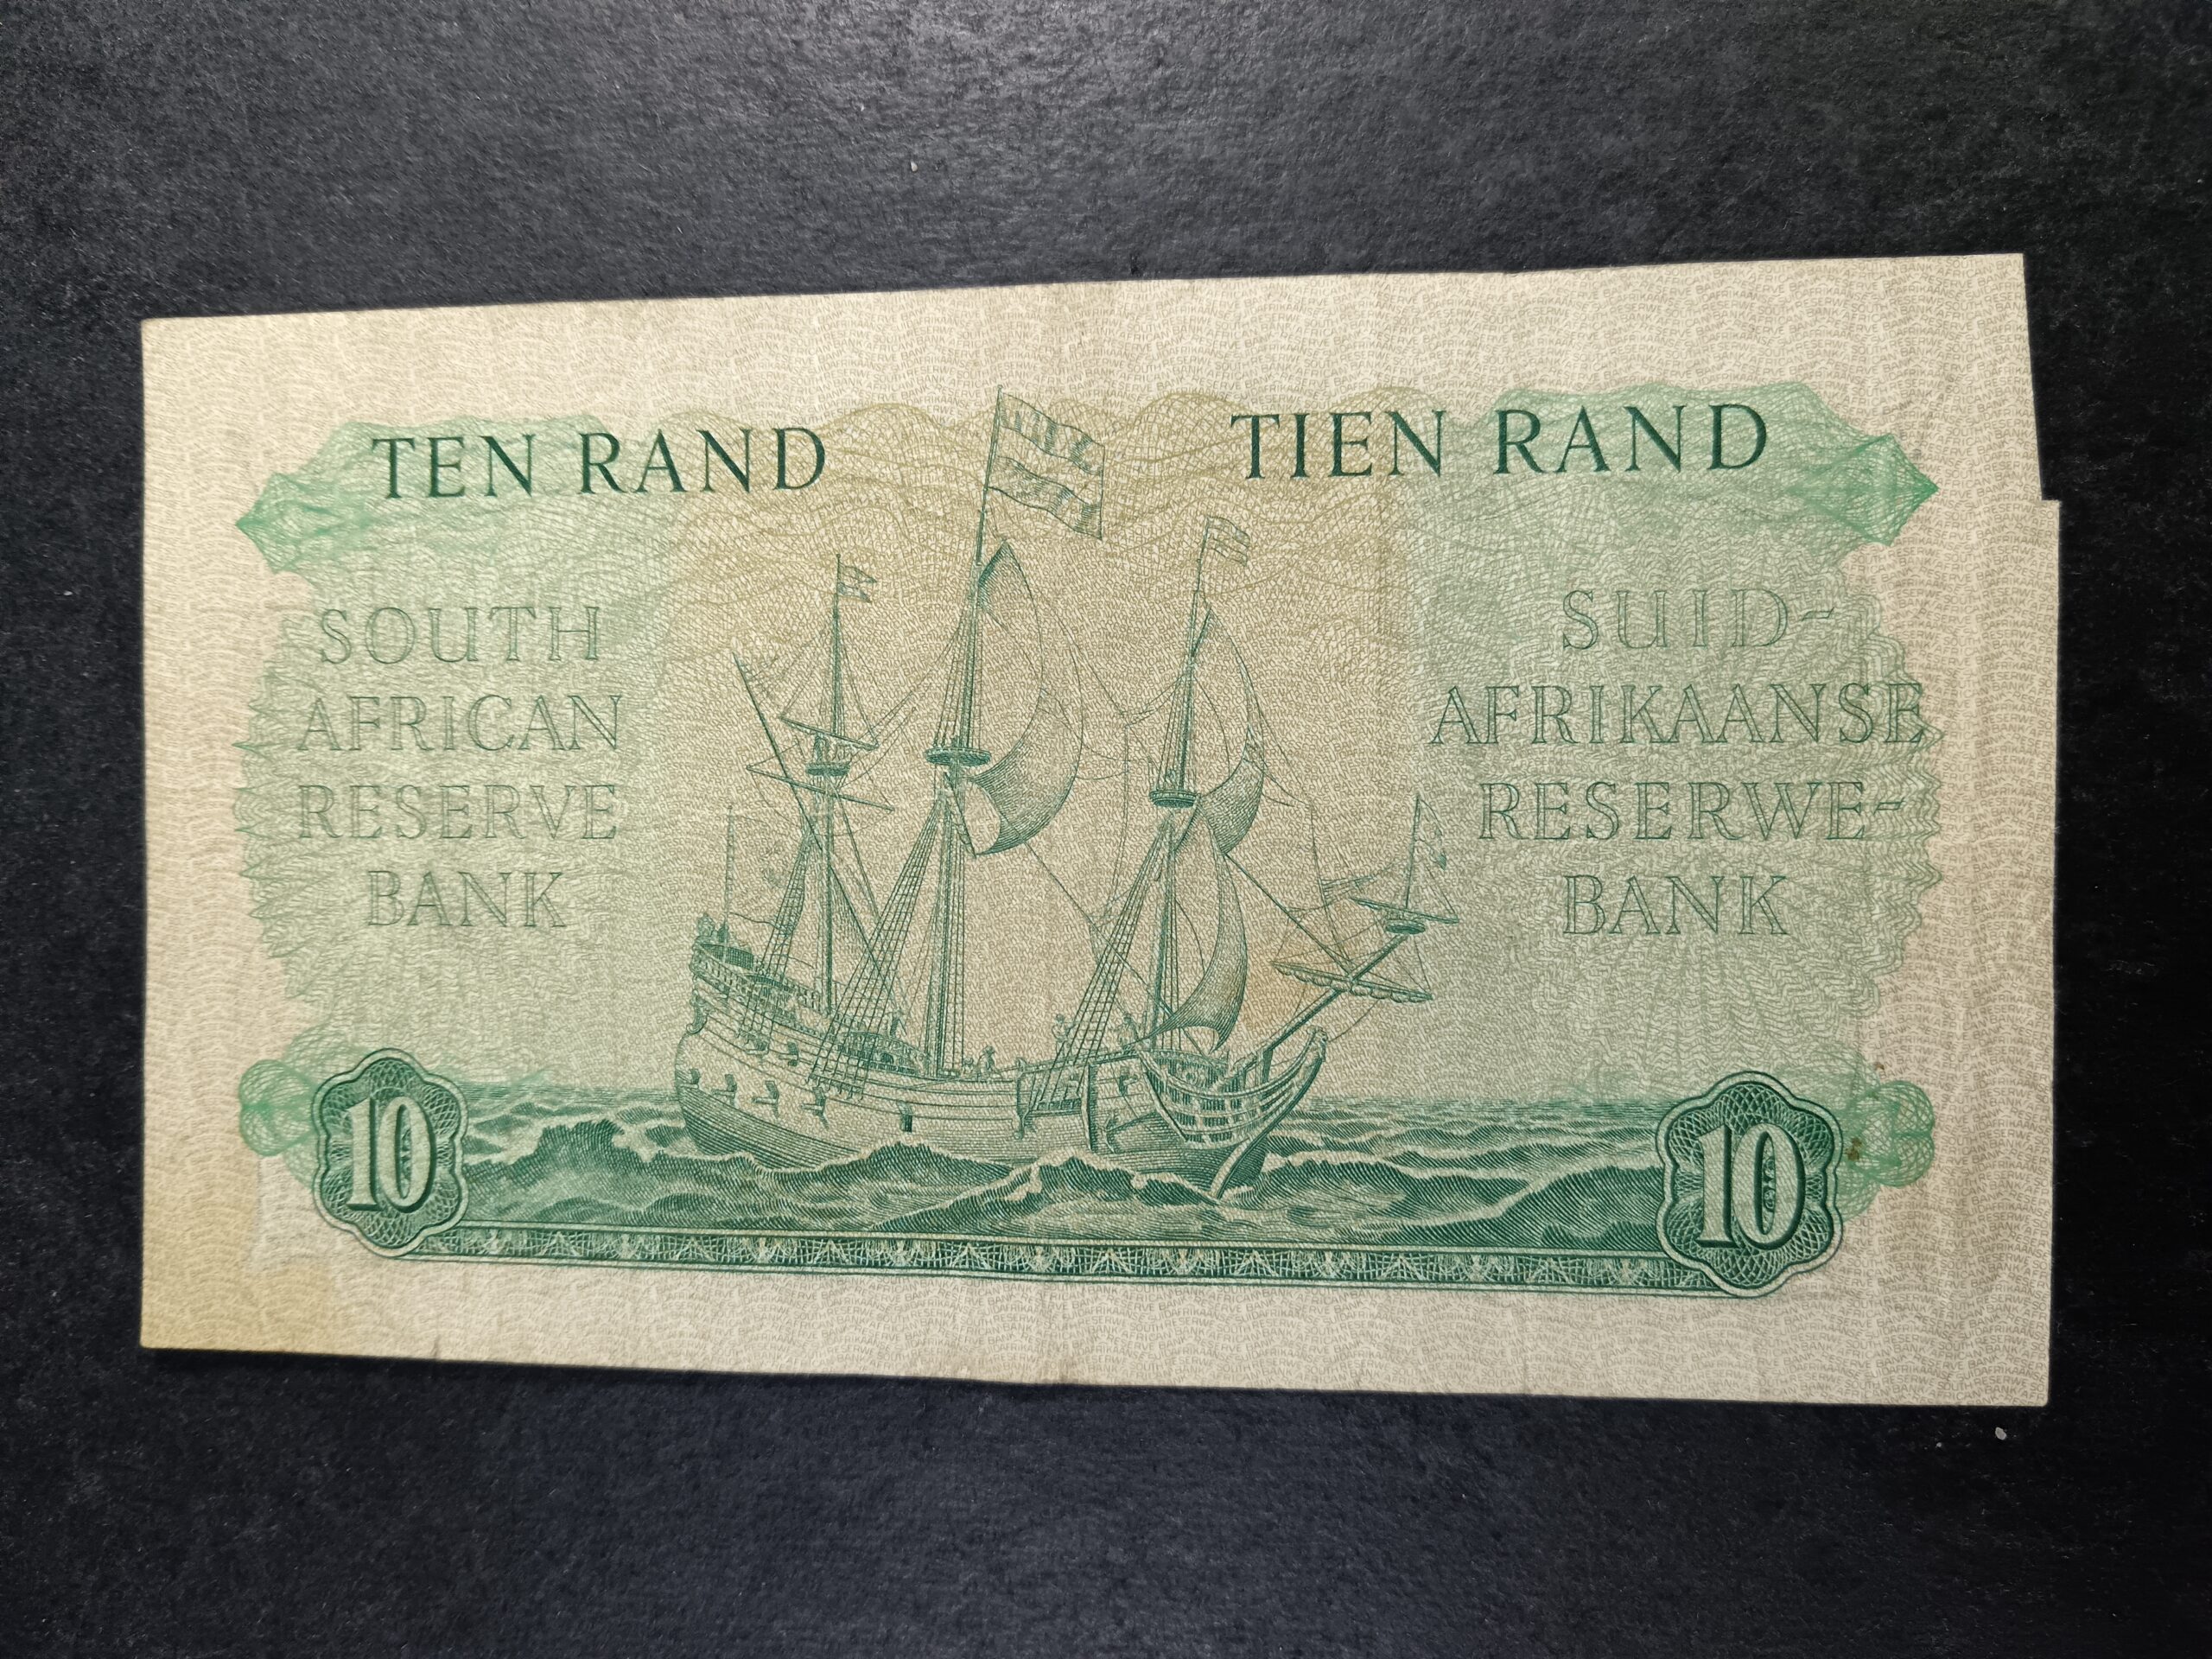 TEN RAND
TIEN RAND
SOUTH
AFRICAN
RESERVE
BANK
SUID-
AFRIKAANSE
RESERWE-
BANK
10
10